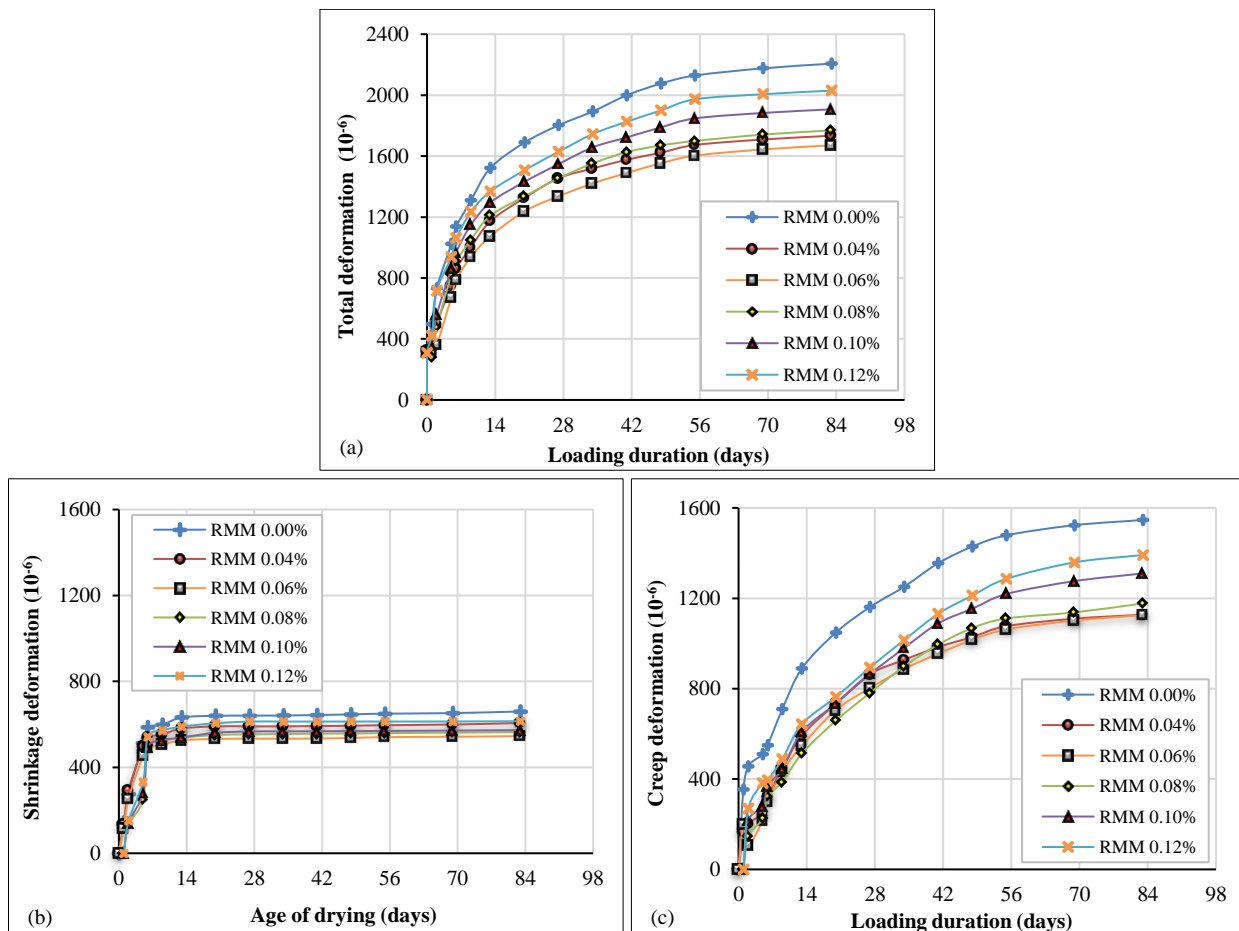 2400
2000
1600
1200
800
400
0
Total deformation (10-6)
RMM 0.00%
RMM 0.04%
RMM 0.06%
RMM 0.08%
RMM 0.10%
RMM 0.12%
0 14 28 42 56 70 84 98
(a)
Loading duration (days)
1600
1200
800
400
0
Shrinkage deformation (10-6)
RMM 0.00%
RMM 0.04%
RMM 0.06%
RMM 0.08%
RMM 0.10%
RMM 0.12%
0 14 28 42 56 70 84 98
(b)
Age of drying (days)
1600
1200
800
400
0
Creep deformation (10-6)
RMM 0.00%
RMM 0.04%
RMM 0.06%
RMM 0.08%
RMM 0.10%
RMM 0.12%
0 14 28 42 56 70 84 98
(c)
Loading duration (days)